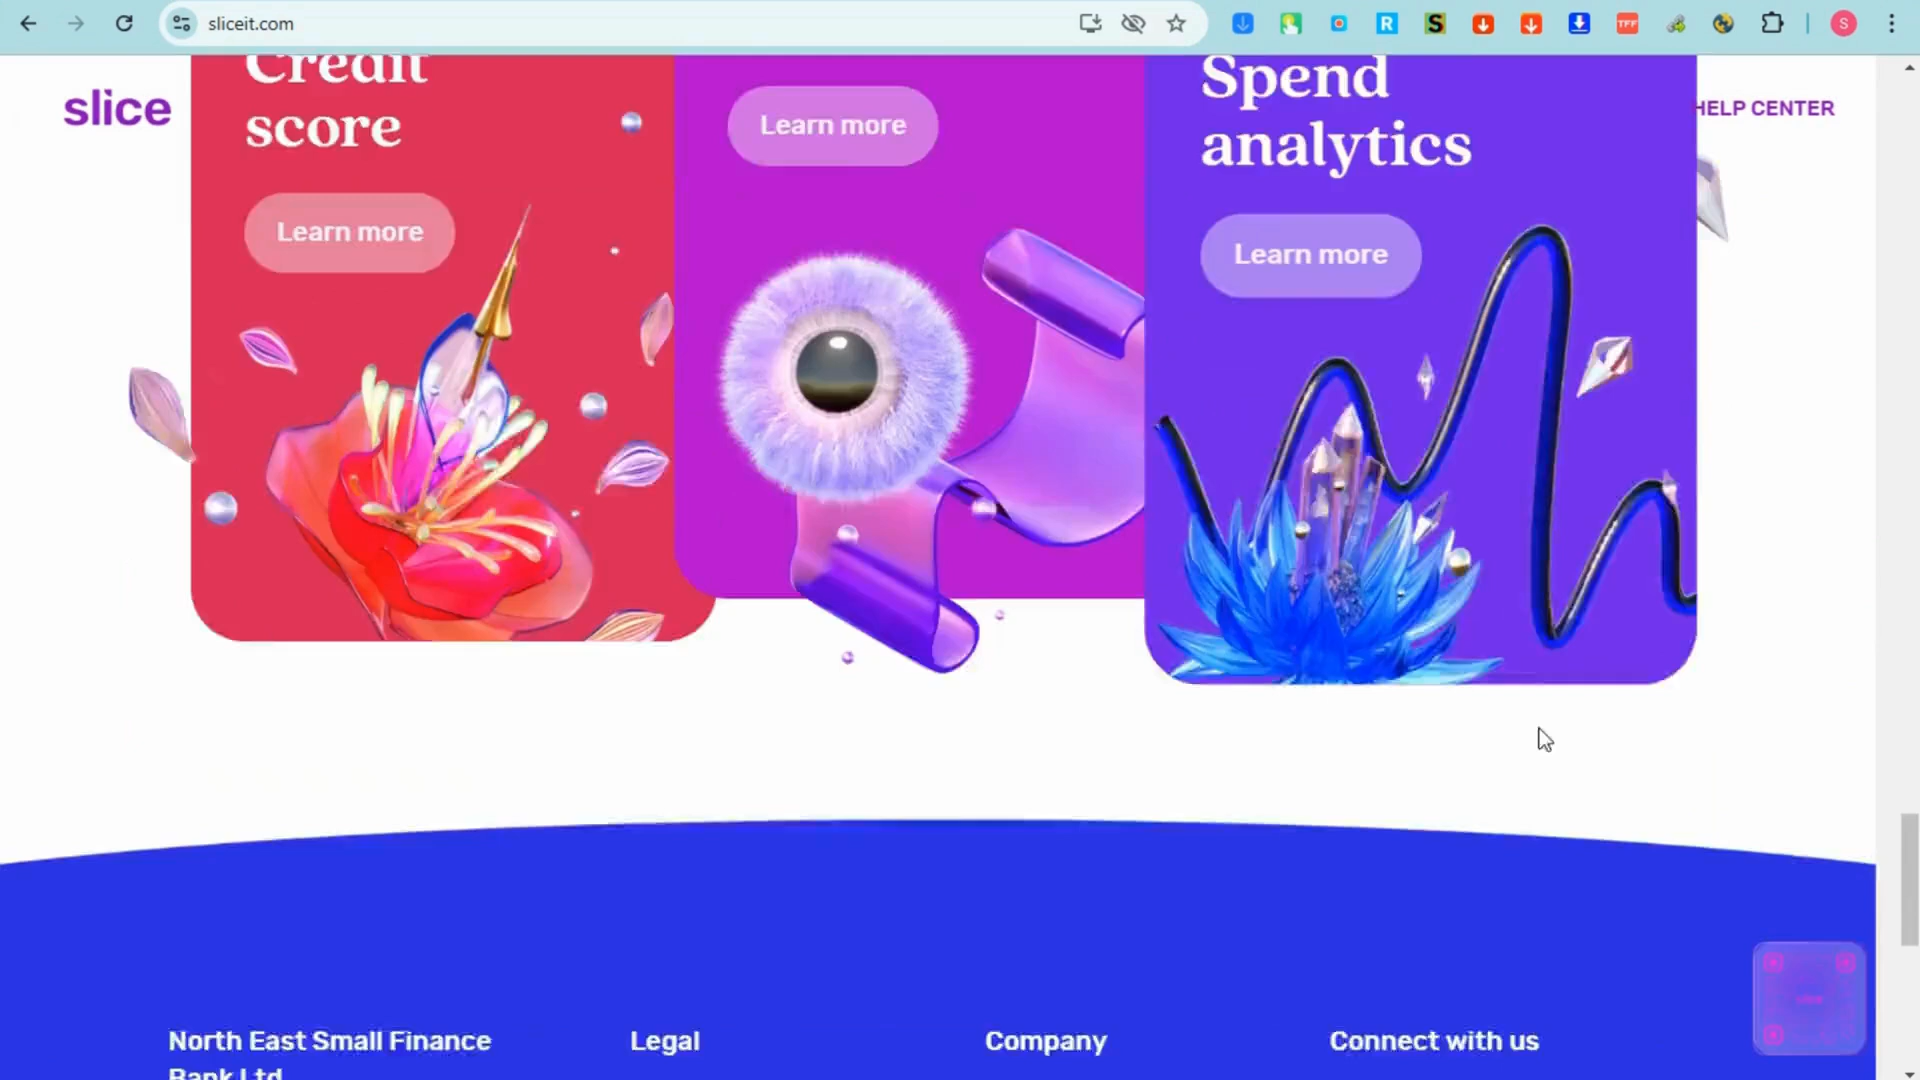 sliceit.com
R
S
TFF
S
slice
HELP CENTER
Credit
score
Learn more
Learn more
Spend
analytics
Learn more
North East Small Finance
Bank Ltd
Legal
Company
Connect with us